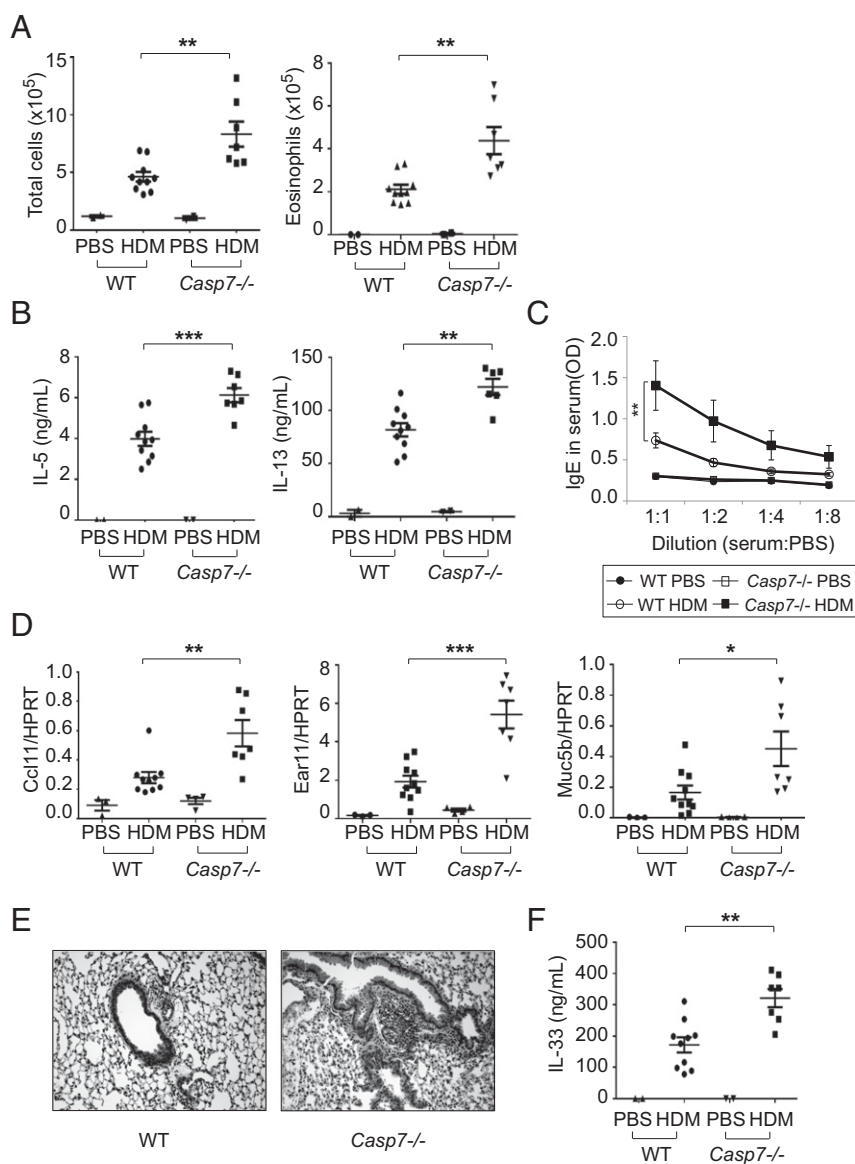 A
Total cells (x10⁵)
15
10
5
0
**
PBS HDM PBS HDM
WT Casp7-/-
Eosinophils (x10⁵)
8
6
4
2
0
**
PBS HDM PBS HDM
WT Casp7-/-
B
IL-5 (ng/mL)
8
6
4
2
0
***
PBS HDM PBS HDM
WT Casp7-/-
IL-13 (ng/mL)
150
100
50
0
**
PBS HDM PBS HDM
WT Casp7-/-
C
IgE in serum(OD)
2.0
1.5
1.0
0.5
0.0
**
1:1 1:2 1:4 1:8
Dilution (serum:PBS)
WT PBS Casp7-/- PBS
WT HDM Casp7-/- HDM
D
Ccl11/HPRT
1.0
0.8
0.6
0.4
0.2
0.0
**
PBS HDM PBS HDM
WT Casp7-/-
Ear11/HPRT
8
6
4
2
0
***
PBS HDM PBS HDM
WT Casp7-/-
Muc5b/HPRT
1.0
0.8
0.6
0.4
0.2
0.0
*
PBS HDM PBS HDM
WT Casp7-/-
E
WT Casp7-/-
F
IL-33 (ng/mL)
500
400
300
200
100
0
**
PBS HDM PBS HDM
WT Casp7-/-